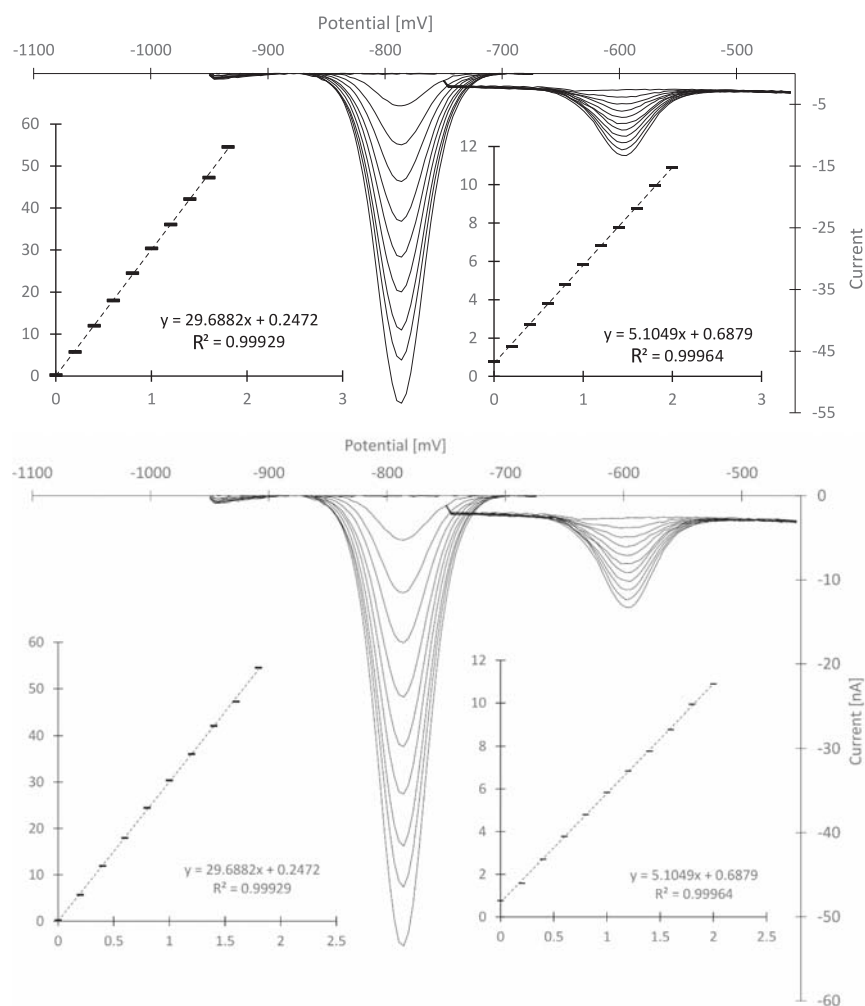 Potential [mV]
-1100 -1000 -900 -800 -700 -600 -500
-5
-15
-25
-35
-45
-55
Current
60
50
40
30
20
10
0
0 1 2 3
y = 29.6882x + 0.2472
R² = 0.99929
12
10
8
6
4
2
0
0 1 2 3
y = 5.1049x + 0.6879
R² = 0.99964
Potential [mV]
-1100 -1000 -900 -800 -700 -600 -500
0
-10
-20
-30
-40
-50
-60
Current [nA]
60
50
40
30
20
10
0
0 0.5 1 1.5 2 2.5
y = 29.6882x + 0.2472
R² = 0.99929
12
10
8
6
4
2
0
0 0.5 1 1.5 2 2.5
y = 5.1049x + 0.6879
R² = 0.99964